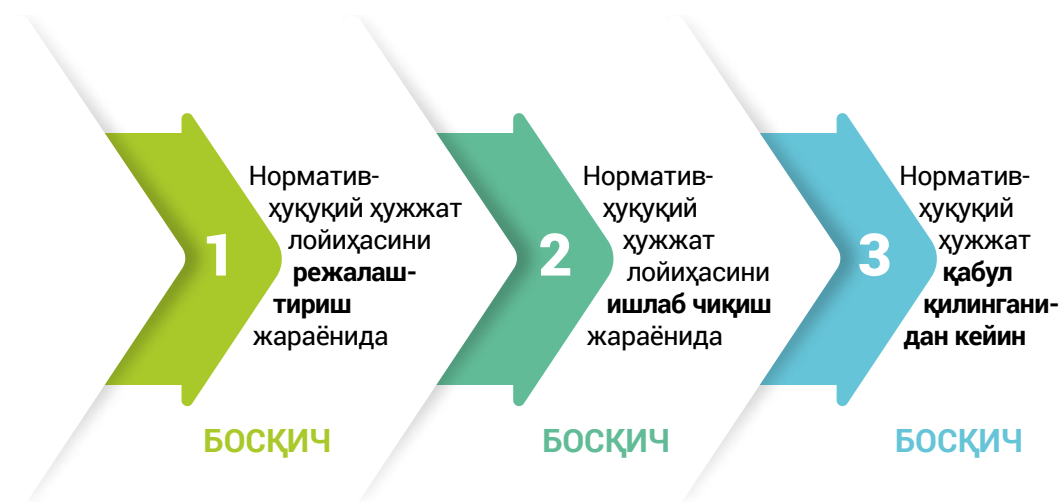 1
Норматив-
ҳуқуқий ҳужжат
лойиҳасини
режалаш-
тириш
жараёнида
БОСҚИЧ
2
Норматив-
ҳуқуқий
ҳужжат
лойиҳасини
ишлаб чиқиш
жараёнида
БОСҚИЧ
3
Норматив-
ҳуқуқий
ҳужжат
қабул
қилингани-
дан кейин
БОСҚИЧ